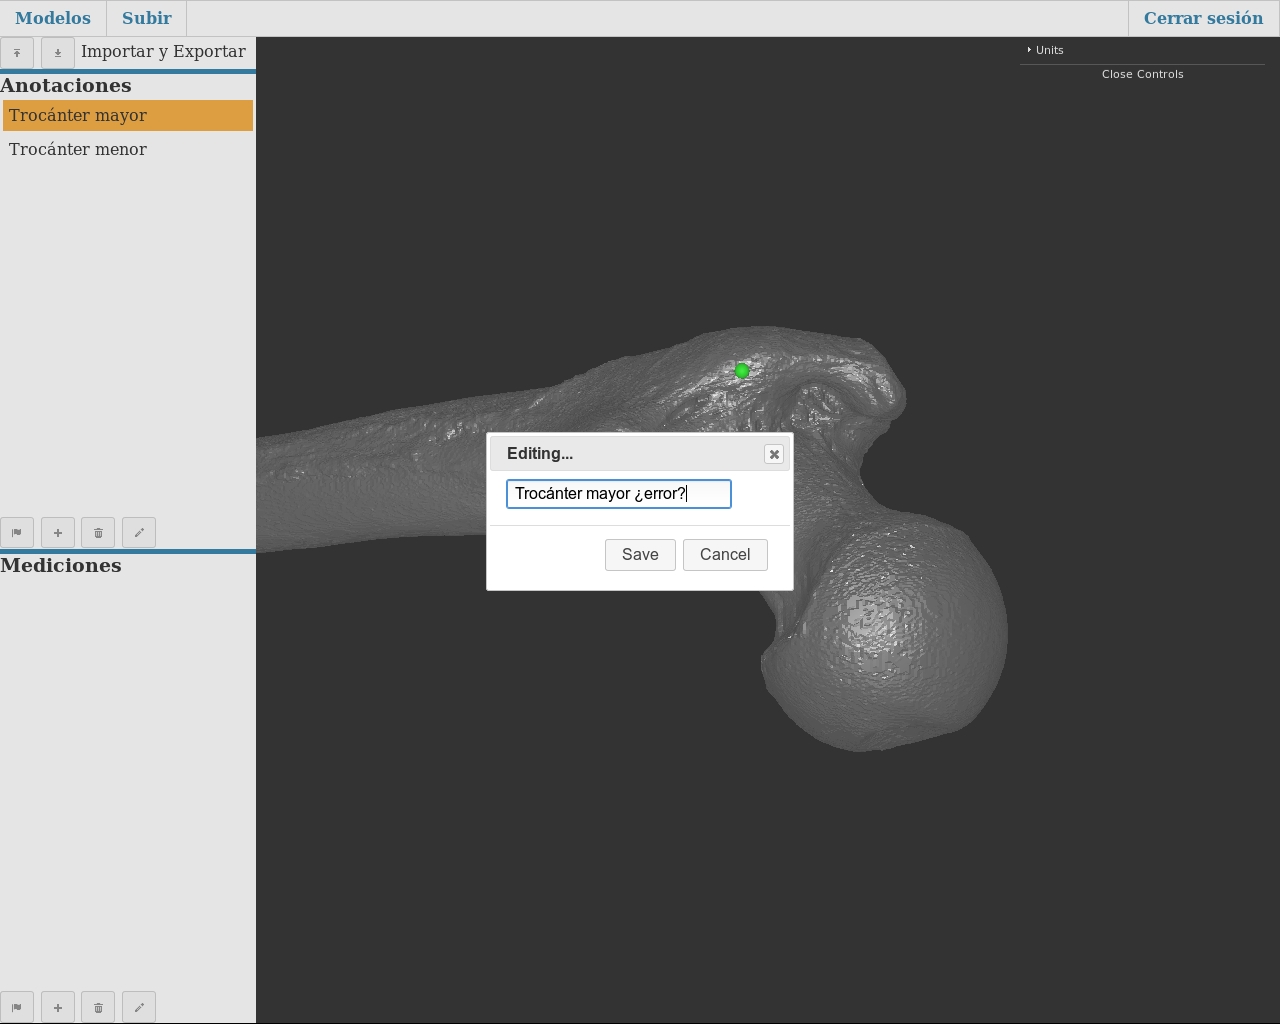 Modelos
Subir
Cerrar sesión
Importar y Exportar
Anotaciones
Trocánter mayor
Trocánter menor
Units
Close Controls
Editing...
Trocánter mayor ¿error?
Save
Cancel
Mediciones